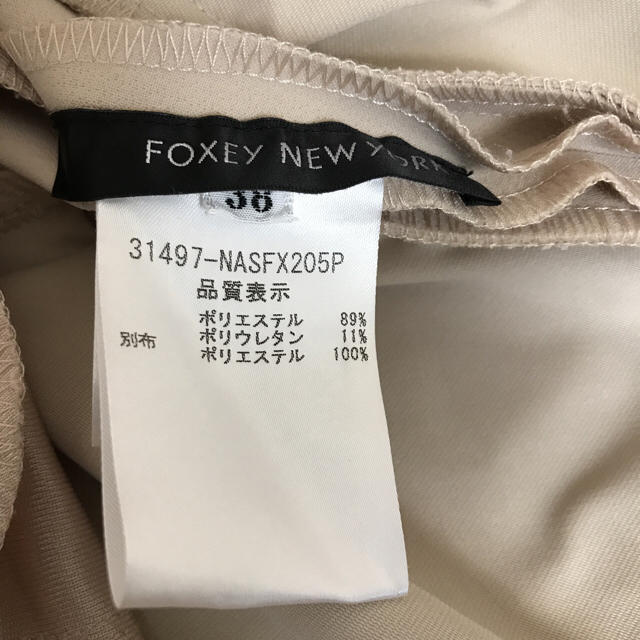 FOXEY NEW YORK
38
31497-NASFX205P
品質表示
ポリエステル 89%
別布 ポリウレタン 11%
ポリエステル 100%